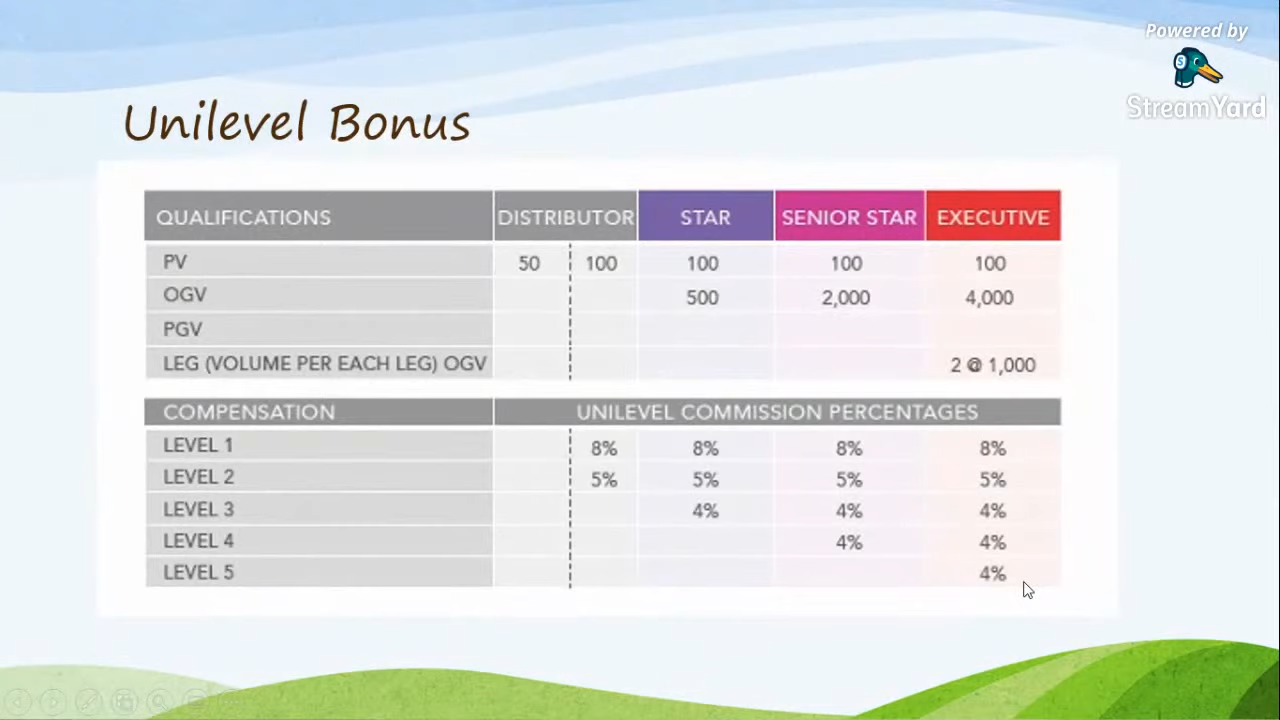 Powered by
StreamYard
Unilevel Bonus
QUALIFICATIONS DISTRIBUTOR STAR SENIOR STAR EXECUTIVE
PV 50 100 100 100 100
OGV 500 2,000 4,000
PGV
LEG (VOLUME PER EACH LEG) OGV 2 @ 1,000
COMPENSATION UNILEVEL COMMISSION PERCENTAGES
LEVEL 1 8% 8% 8% 8%
LEVEL 2 5% 5% 5% 5%
LEVEL 3 4% 4% 4%
LEVEL 4 4% 4%
LEVEL 5 4%